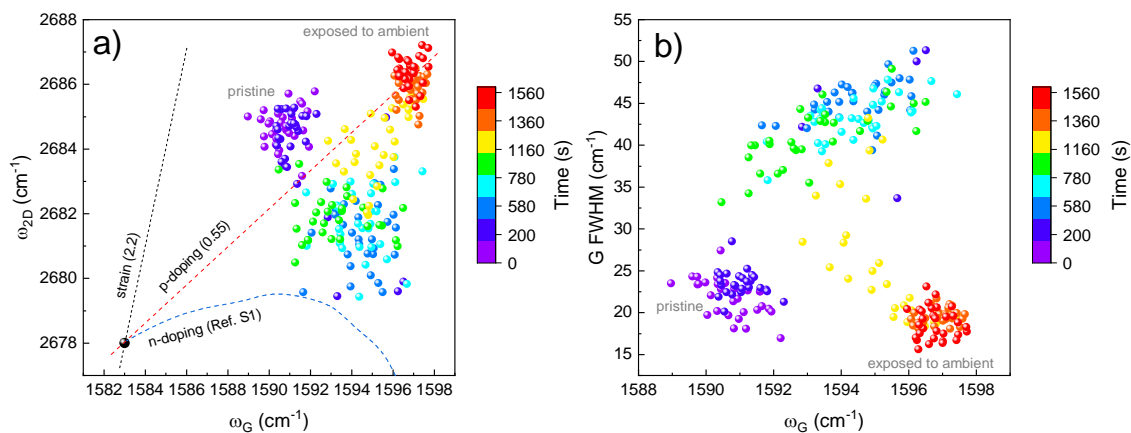 a)
exposed to ambient
pristine
strain (2.2)
p-doping (0.55)
n-doping (Ref. S1)
2688
2686
2684
2682
2680
2678
ω2D (cm-1)
1582 1584 1586 1588 1590 1592 1594 1596 1598
ωG (cm-1)
1560
1360
1160
780
580
200
0
Time (s)
b)
pristine
exposed to ambient
55
50
45
40
35
30
25
20
15
G FWHM (cm-1)
1588 1590 1592 1594 1596 1598
ωG (cm-1)
1560
1360
1160
780
580
200
0
Time (s)